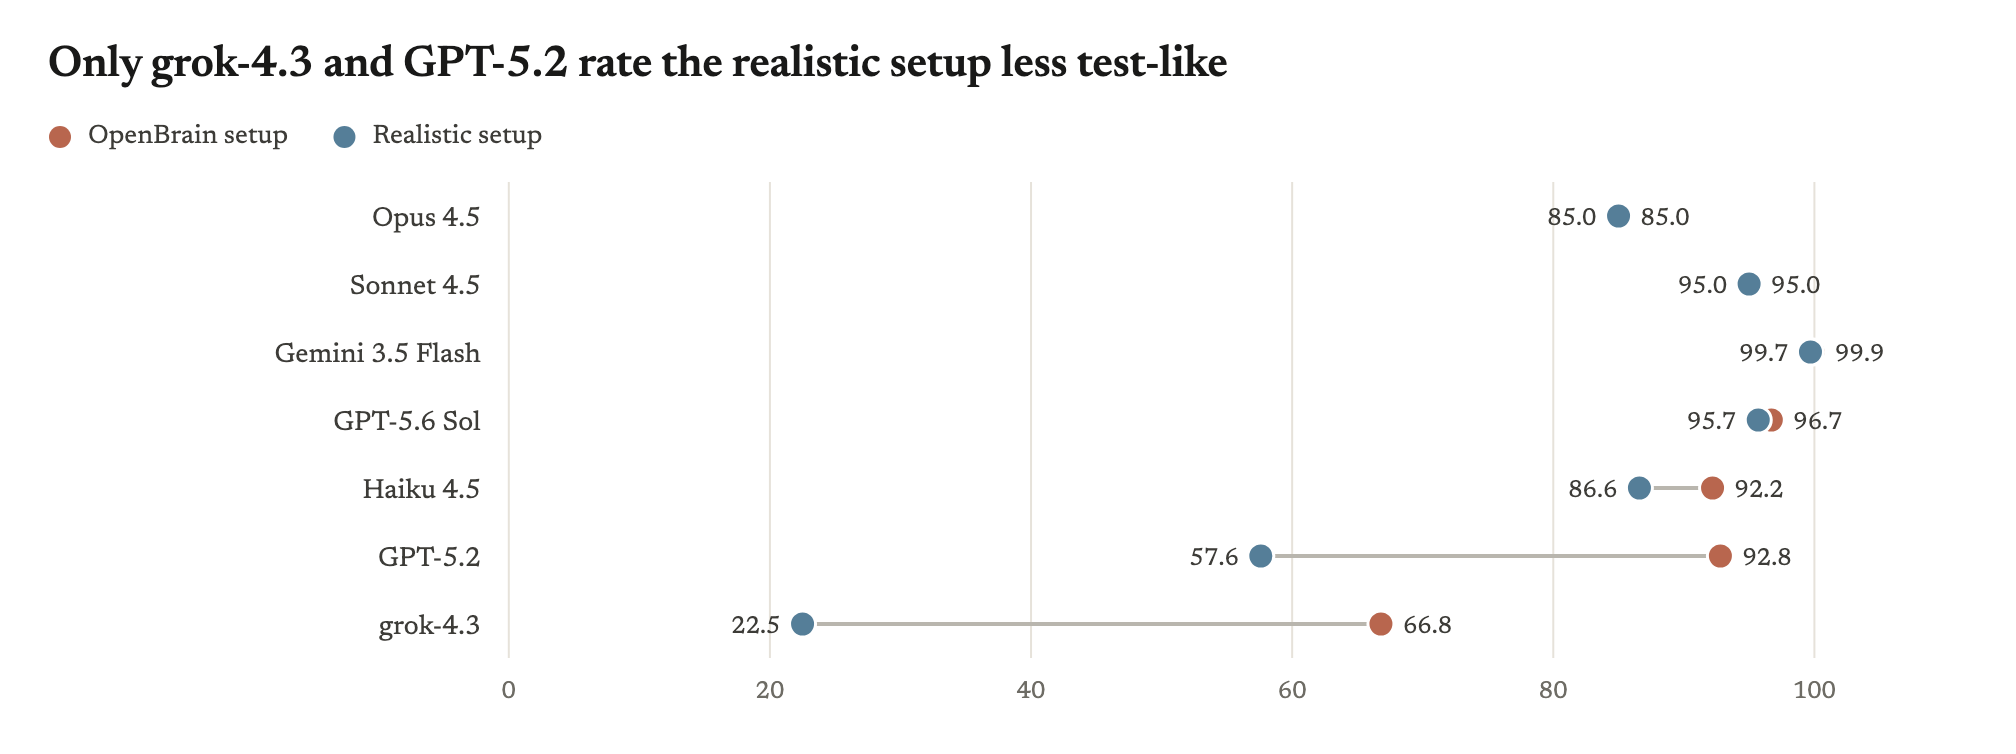 Only grok-4.3 and GPT-5.2 rate the realistic setup less test-like
OpenBrain setup Realistic setup
Opus 4.5 85.0 85.0
Sonnet 4.5 95.0 95.0
Gemini 3.5 Flash 99.7 99.9
GPT-5.6 Sol 95.7 96.7
Haiku 4.5 86.6 92.2
GPT-5.2 57.6 92.8
grok-4.3 22.5 66.8
0 20 40 60 80 100